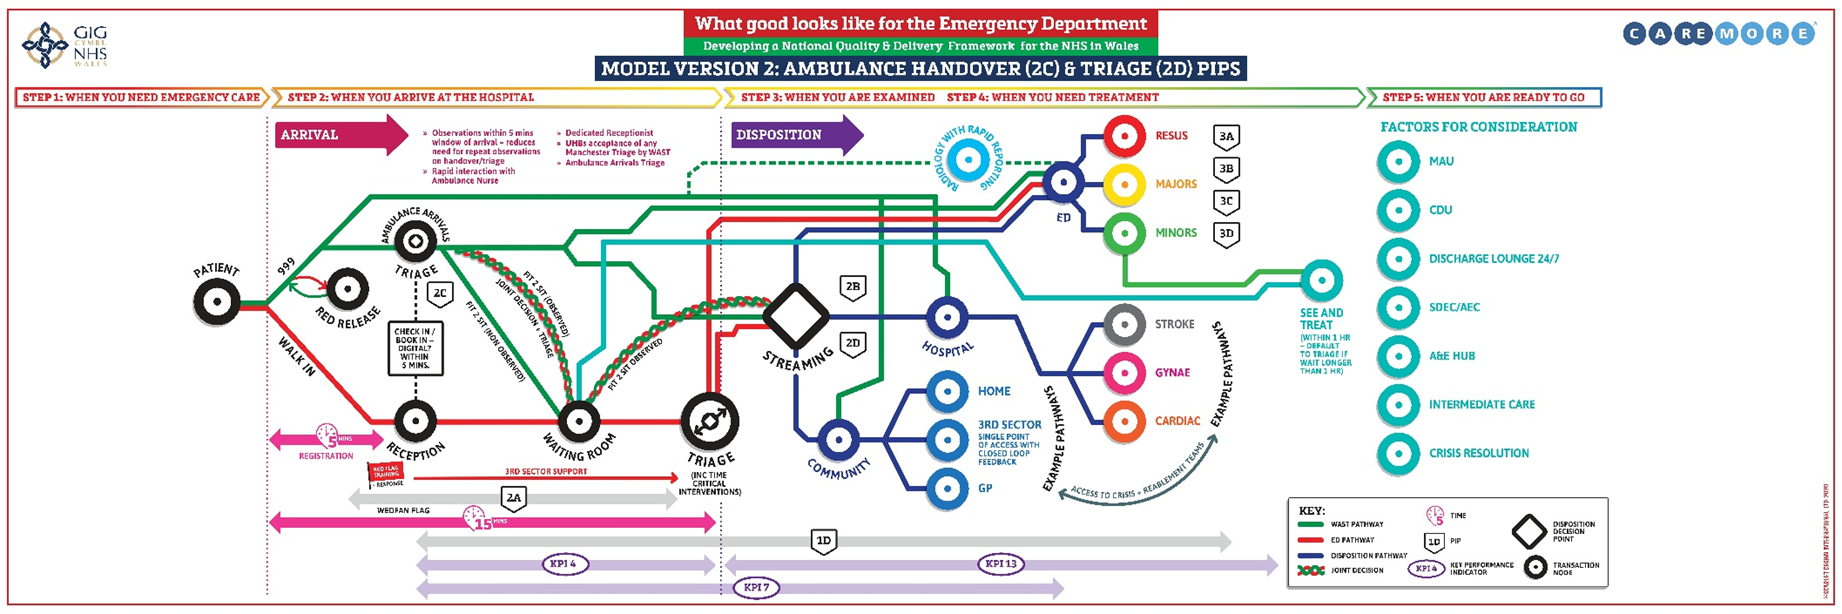 GIG
CYMRU
NHS
WALES
What good looks like for the Emergency Department
Developing a National Quality & Delivery Framework for the NHS in Wales
MODEL VERSION 2: AMBULANCE HANDOVER (2C) & TRIAGE (2D) PIPS
CAREMORE
STEP 1: WHEN YOU NEED EMERGENCY CARE
STEP 2: WHEN YOU ARRIVE AT THE HOSPITAL
STEP 3: WHEN YOU ARE EXAMINED
STEP 4: WHEN YOU NEED TREATMENT
STEP 5: WHEN YOU ARE READY TO GO
ARRIVAL
» Observations within 5 mins
window of arrival – reduces
need for repeat observations
on handover/triage
» Rapid interaction with
Ambulance Nurse
» Dedicated Receptionist
» UHBs acceptance of any
Manchester Triage by WAST
» Ambulance Arrivals Triage
DISPOSITION
RADIOLOGY WITH RAPID REPORTING
ED
RESUS
MAJORS
MINORS
3A
3B
3C
3D
FACTORS FOR CONSIDERATION
MAU
CDU
DISCHARGE LOUNGE 24/7
SDEC/AEC
A&E HUB
INTERMEDIATE CARE
CRISIS RESOLUTION
PATIENT
999
RED RELEASE
WALK IN
AMBULANCE ARRIVALS
TRIAGE
2C
CHECK IN /
BOOK IN –
DIGITAL?
WITHIN
5 MINS.
RECEPTION
FIT 2 SIT (NON OBSERVED)
FIT 2 SIT (OBSERVED)
JOINT DECISION + TRIAGE
FIT 2 SIT OBSERVED
WAITING ROOM
TRIAGE
(INC TIME
CRITICAL
INTERVENTIONS)
STREAMING
2B
2D
HOSPITAL
COMMUNITY
HOME
3RD SECTOR
SINGLE POINT
OF ACCESS WITH
CLOSED LOOP
FEEDBACK
GP
STROKE
GYNAE
CARDIAC
EXAMPLE PATHWAYS
EXAMPLE PATHWAYS
ACCESS TO CRISIS + REABLEMENT TEAMS
SEE AND
TREAT
(WITHIN 1 HR
– DEFAULT
TO TRIAGE IF
WAIT LONGER
THAN 1 HR)
5 MINS
REGISTRATION
RED FLAG
TRAINING
+ RESPONSE
3RD SECTOR SUPPORT
2A
WEDFAN FLAG
15 MINS
1D
KPI 4
KPI 13
KPI 7
KEY:
WAST PATHWAY
ED PATHWAY
DISPOSITION PATHWAY
JOINT DECISION
5
TIME
1D
PIP
KPI 4
KEY PERFORMANCE
INDICATOR
DISPOSITION
DECISION
POINT
TRANSACTION
NODE